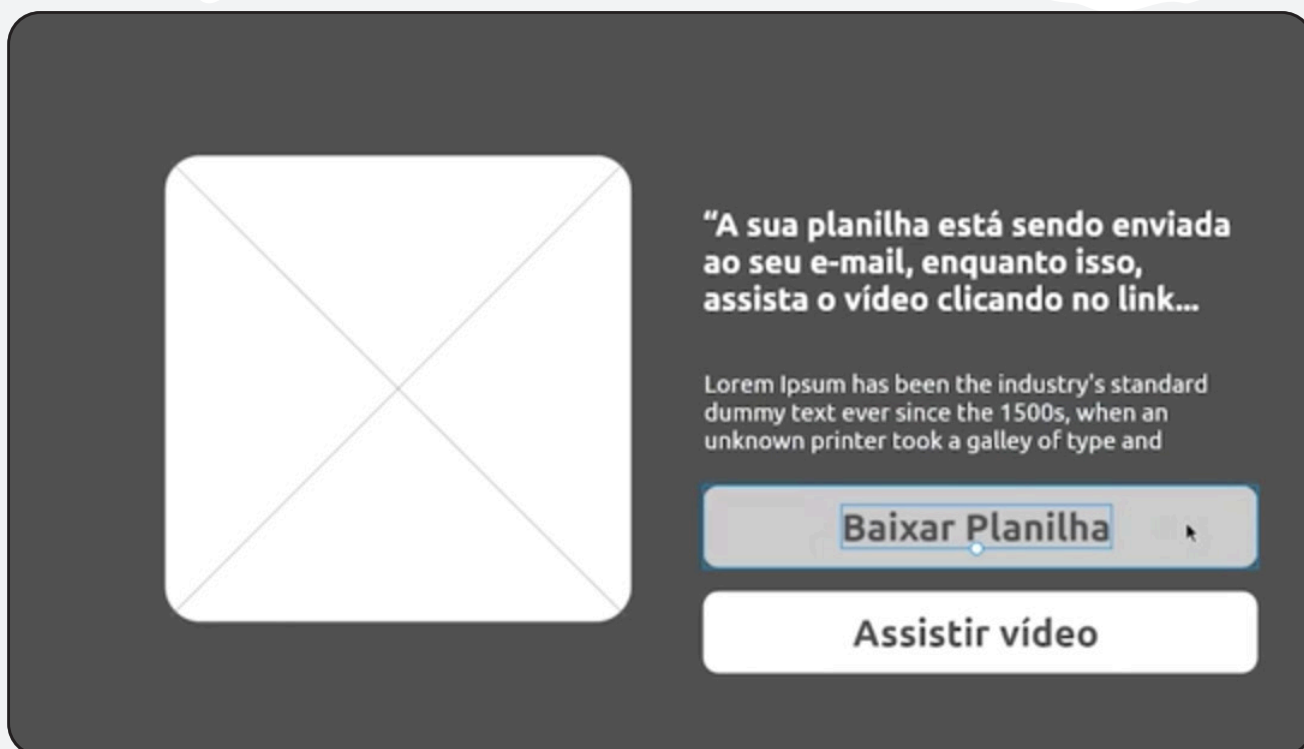 “A sua planilha está sendo enviada
ao seu e-mail, enquanto isso,
assista o vídeo clicando no link...
Lorem Ipsum has been the industry's standard
dummy text ever since the 1500s, when an
unknown printer took a galley of type and
Baixar Planilha
Assistir vídeo